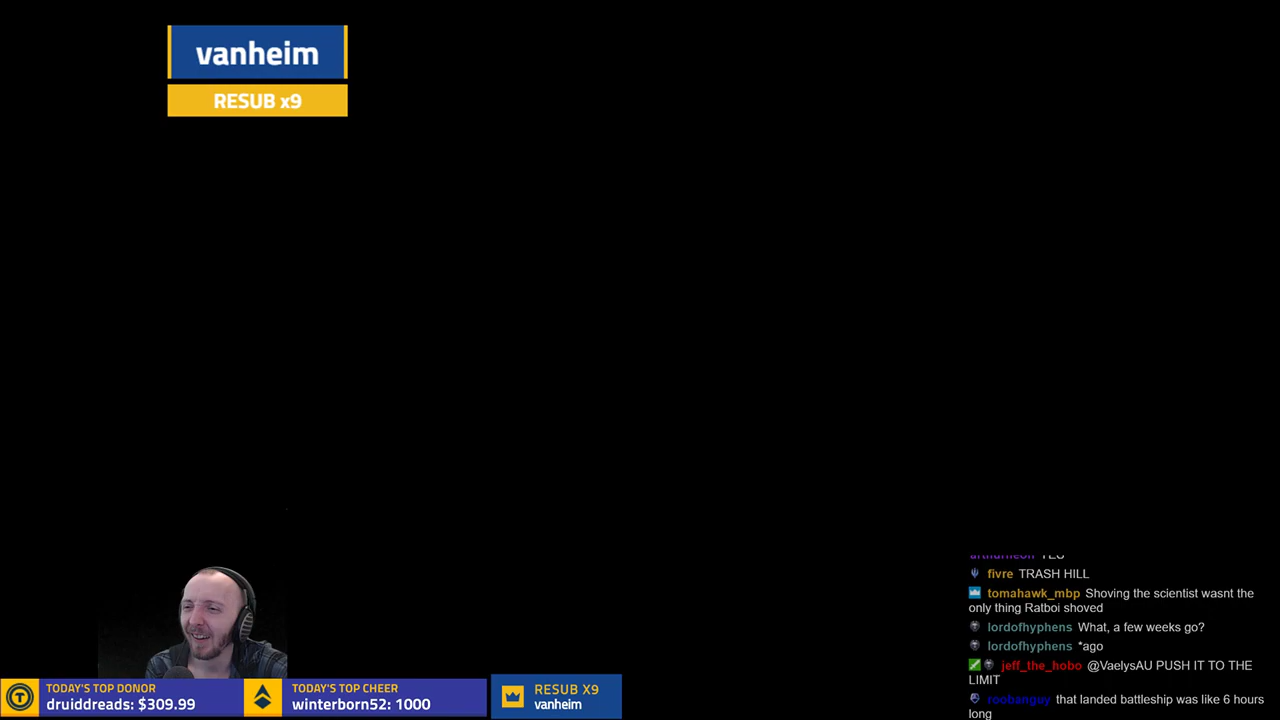 vanheim
RESUB x9
fivre TRASH HILL
tomahawk_mbp Shoving the scientist wasnt the
only thing Ratboi shoved
lordofhyphens What, a few weeks go?
lordofhyphens *ago
jeff_the_hobo @VaelysAU PUSH IT TO THE
LIMIT
roobanguy that landed battleship was like 6 hours
long
TODAY'S TOP DONOR
druiddreads: $309.99
TODAY'S TOP CHEER
winterborn52: 1000
RESUB X9
vanheim